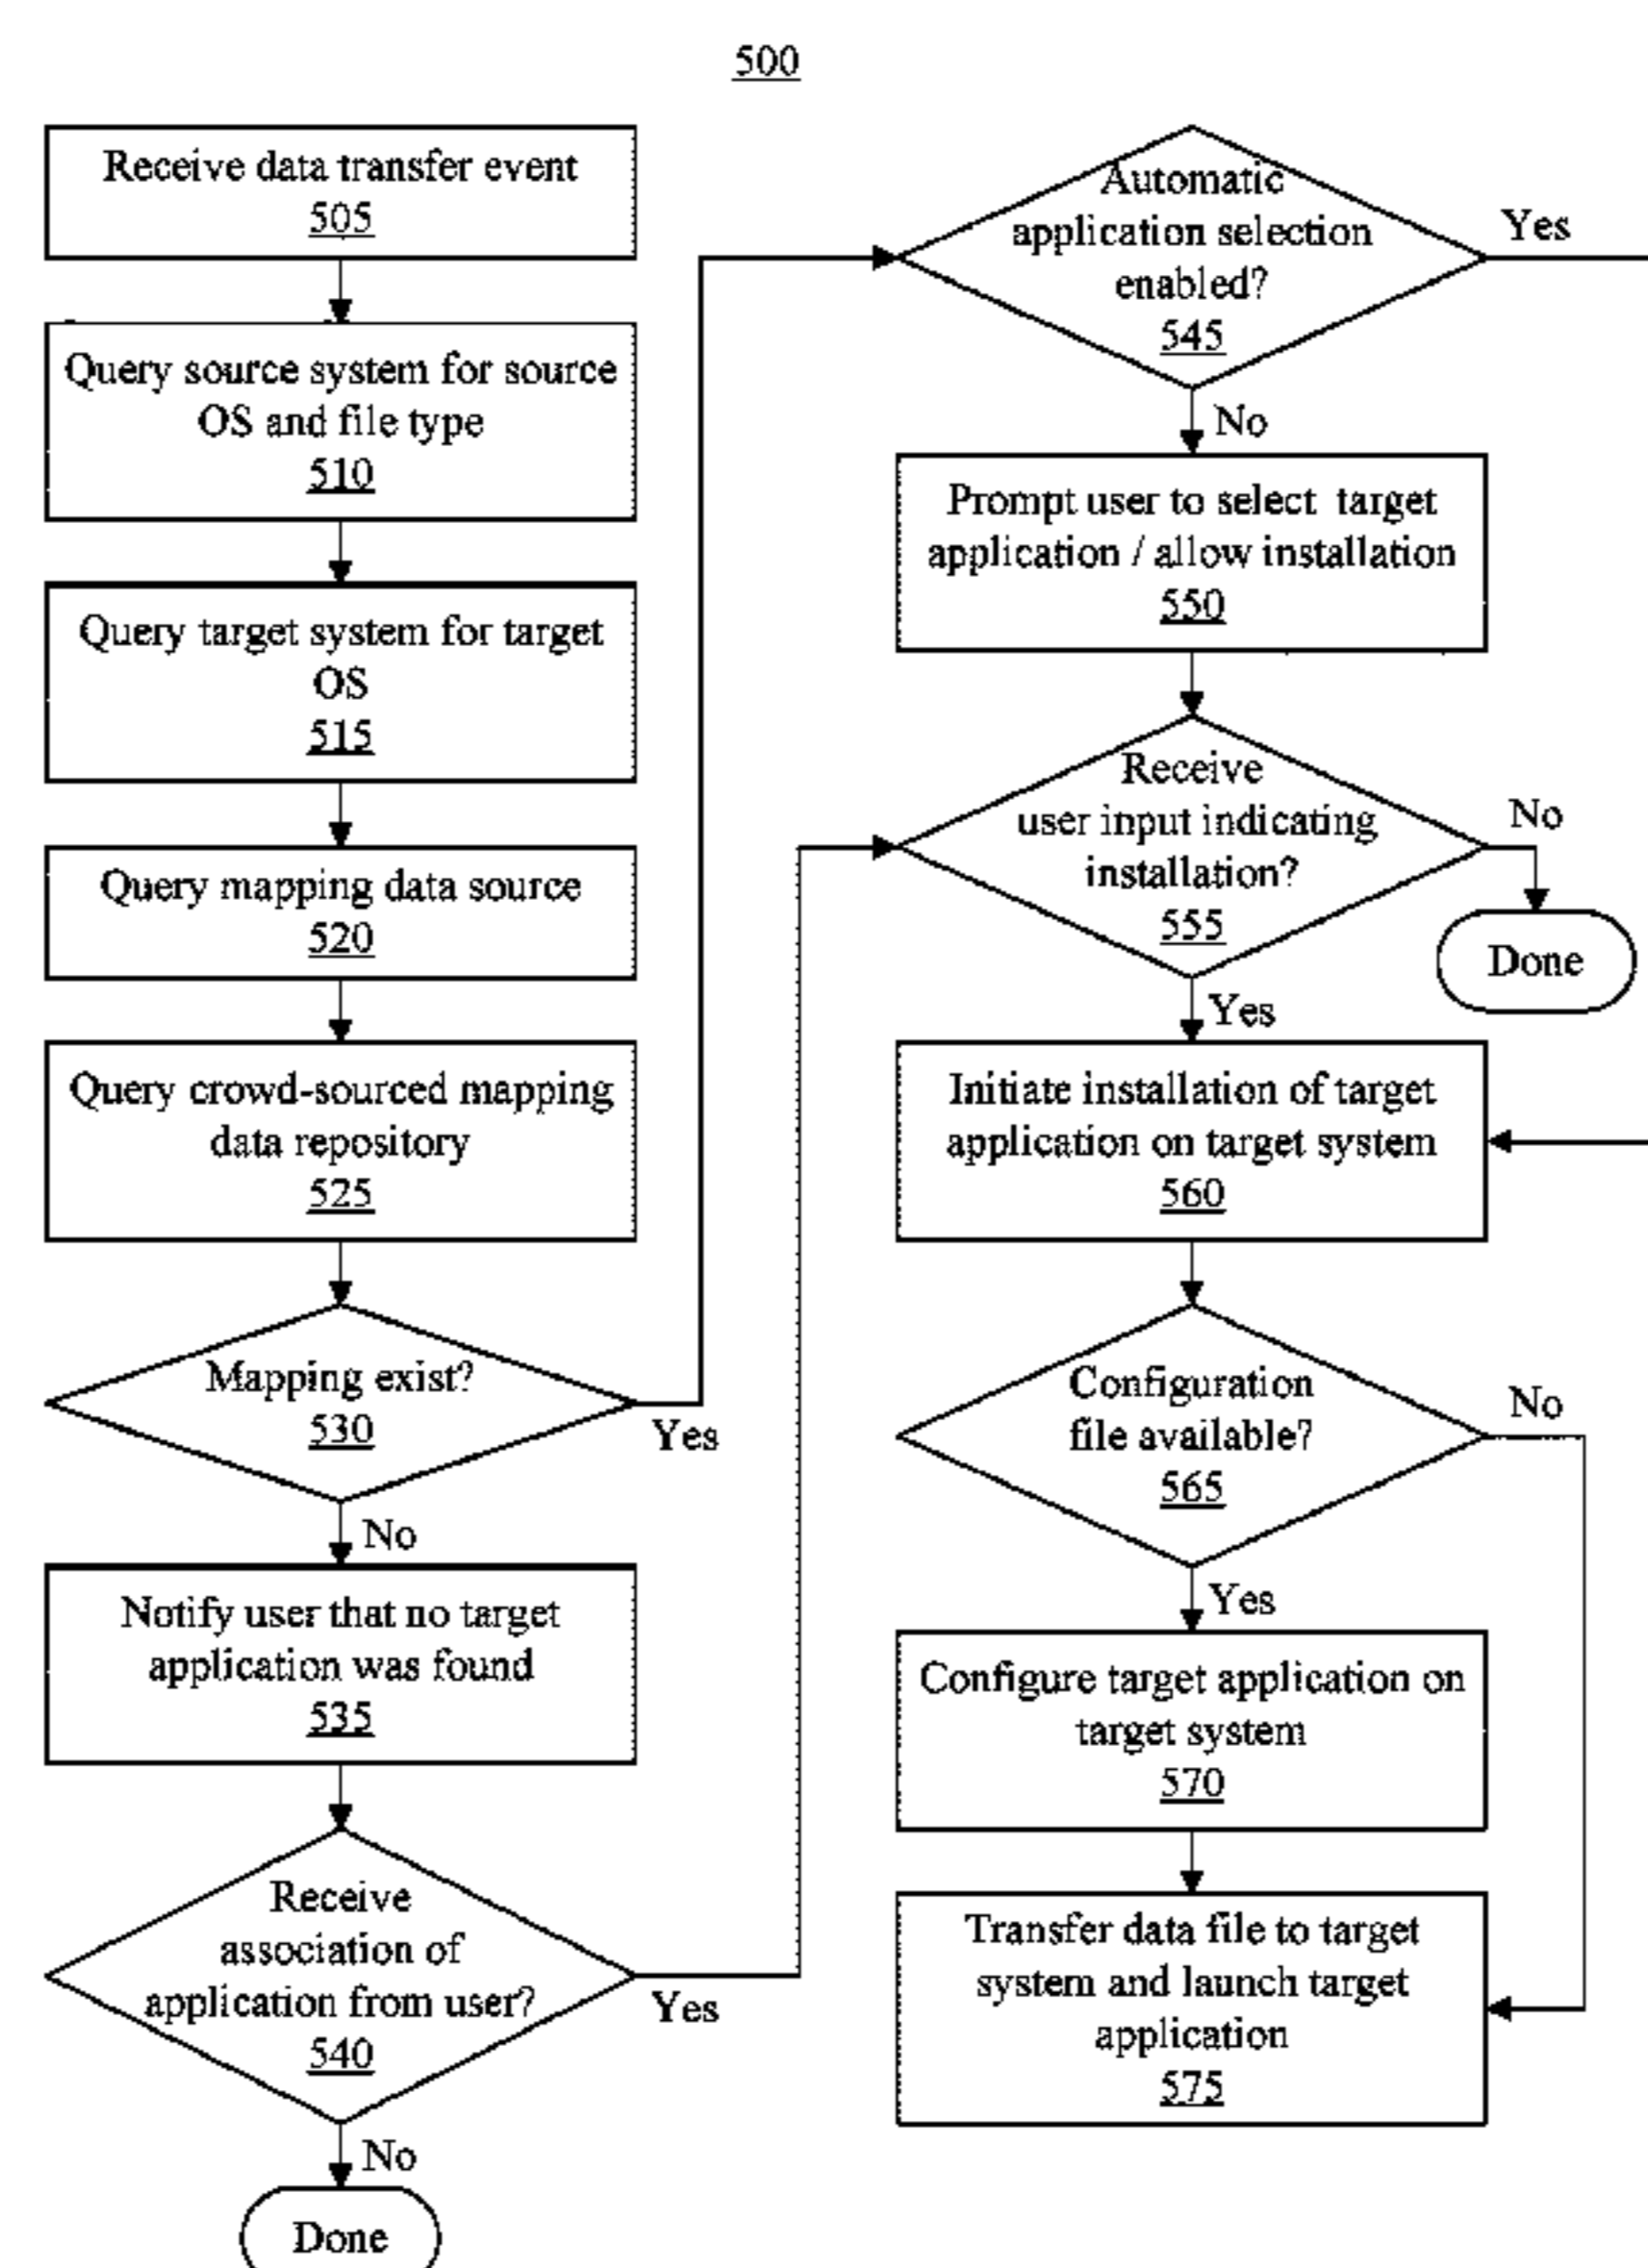 500
Receive data transfer event
505
Query source system for source
OS and file type
510
Query target system for target
OS
515
Query mapping data source
520
Query crowd-sourced mapping
data repository
525
Mapping exist?
530
Yes
No
Notify user that no target
application was found
535
Receive
association of
application from user?
540
Yes
No
Done
Automatic
application selection
enabled?
545
Yes
No
Prompt user to select target
application / allow installation
550
Receive
user input indicating
installation?
555
No
Done
Yes
Initiate installation of target
application on target system
560
Configuration
file available?
565
No
Yes
Configure target application on
target system
570
Transfer data file to target
system and launch target
application
575